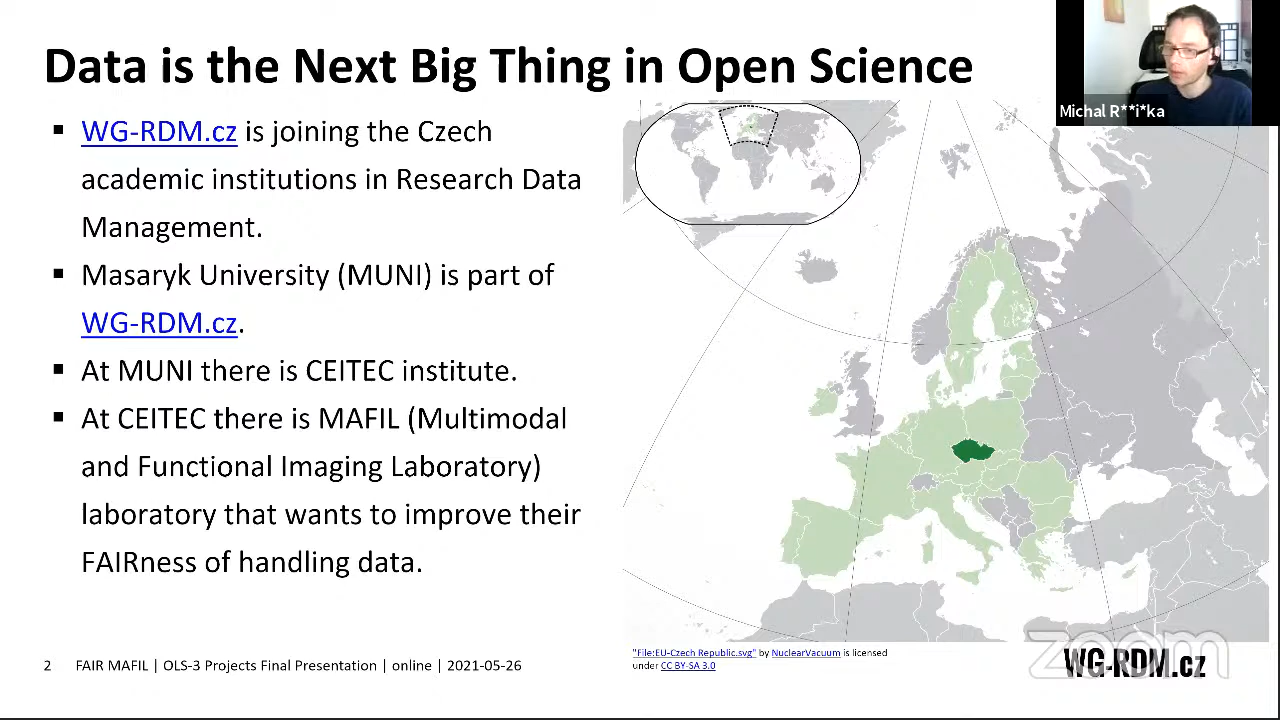 Data is the Next Big Thing in Open Science
Michal R**i*ka
▪ WG-RDM.cz is joining the Czech
academic institutions in Research Data
Management.
▪ Masaryk University (MUNI) is part of
WG-RDM.cz.
▪ At MUNI there is CEITEC institute.
▪ At CEITEC there is MAFIL (Multimodal
and Functional Imaging Laboratory)
laboratory that wants to improve their
FAIRness of handling data.
"File:EU-Czech Republic.svg" by NuclearVacuum is licensed
under CC BY-SA 3.0
2 FAIR MAFIL | OLS-3 Projects Final Presentation | online | 2021-05-26
zoom
WG-RDM.cz